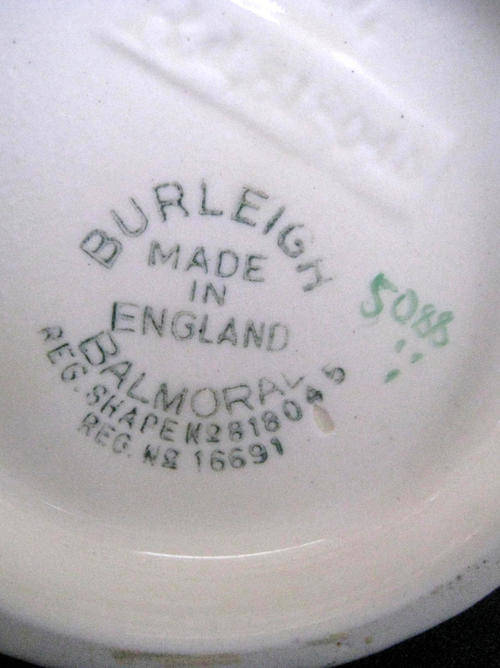 BURLEIGH
MADE
IN
ENGLAND
BALMORAL
REG. SHAPE Nº 818045
REG. Nº 16691
5088